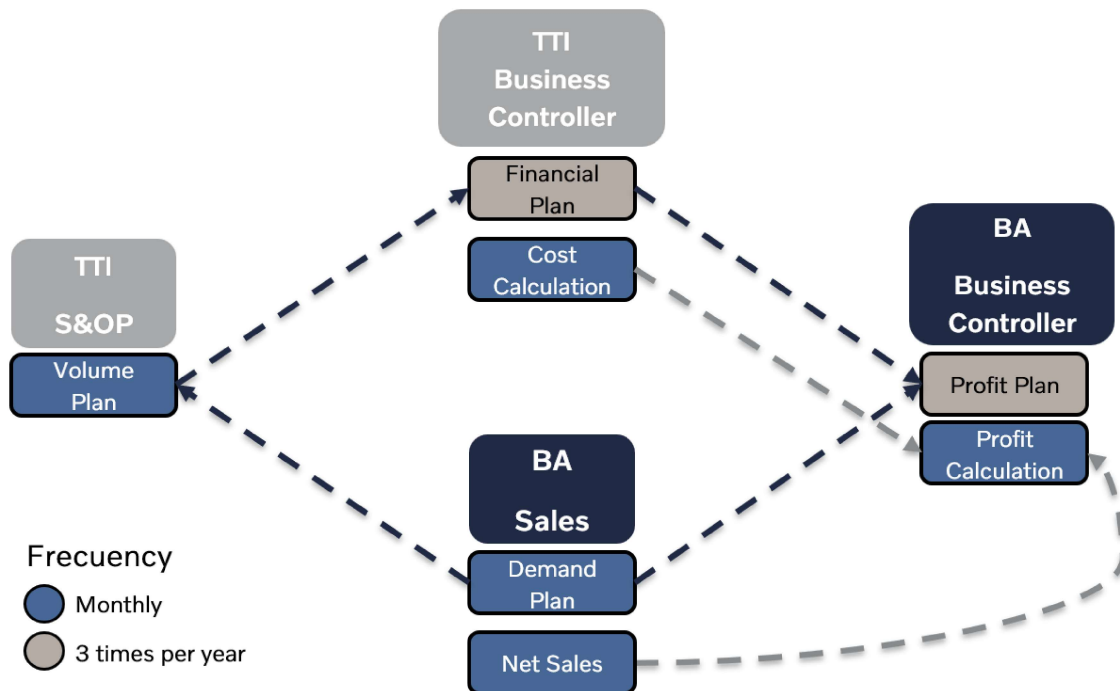 TTI
Business
Controller
Financial
Plan
Cost
Calculation
TTI
S&OP
Volume
Plan
BA
Business
Controller
Profit Plan
Profit
Calculation
BA
Sales
Demand
Plan
Net Sales
Frecuency
Monthly
3 times per year